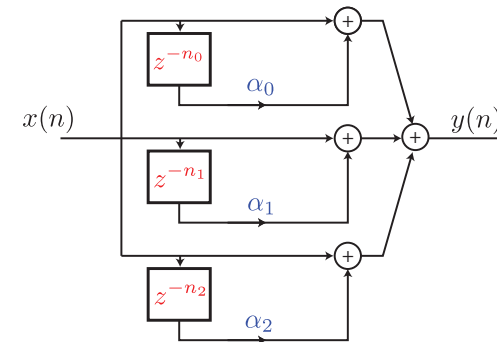 +
z^{-n_0}
α_0
x(n) + + y(n)
z^{-n_1}
α_1
+
z^{-n_2}
α_2